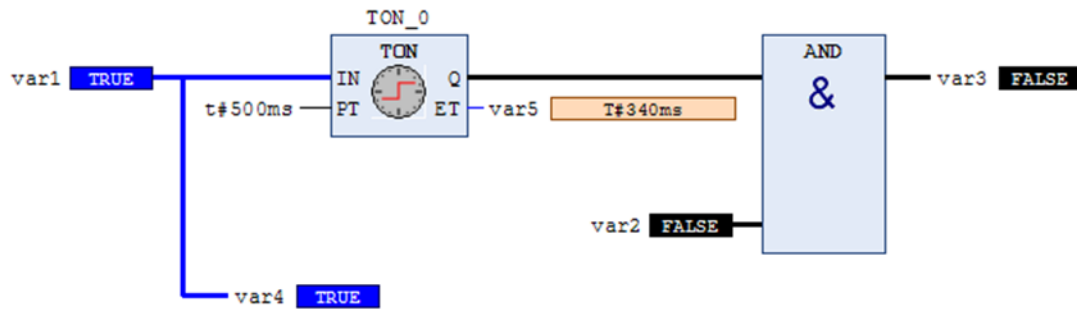 TON_0
TON
AND
var1 TRUE
IN
Q
&
var3 FALSE
t#500ms
PT
ET
var5 T#340ms
var2 FALSE
var4 TRUE